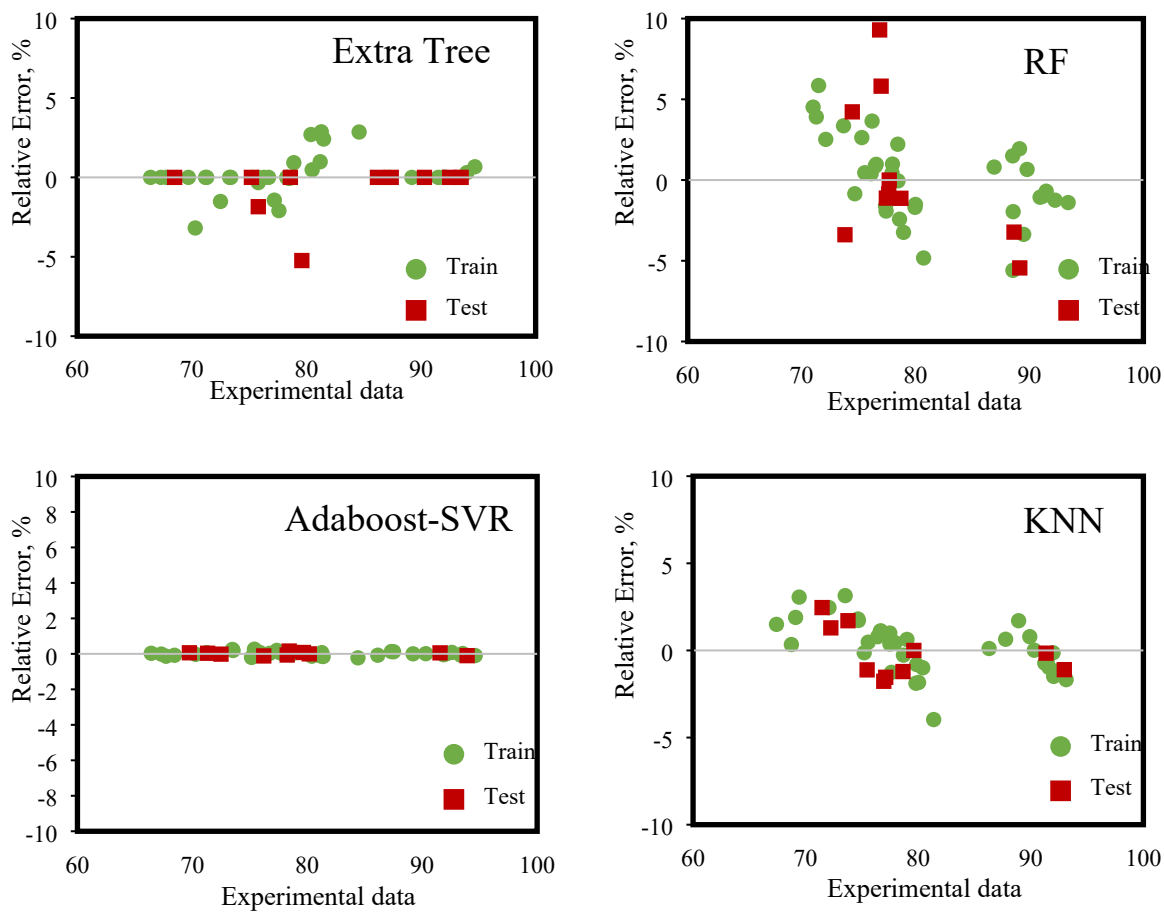 Extra Tree
Relative Error, %
10
5
0
-5
-10
Train
Test
60 70 80 90 100
Experimental data
RF
Relative Error, %
10
5
0
-5
-10
Train
Test
60 70 80 90 100
Experimental data
Adaboost-SVR
Relative Error, %
10
8
6
4
2
0
-2
-4
-6
-8
-10
Train
Test
60 70 80 90 100
Experimental data
KNN
Relative Error, %
10
5
0
-5
-10
Train
Test
60 70 80 90 100
Experimental data